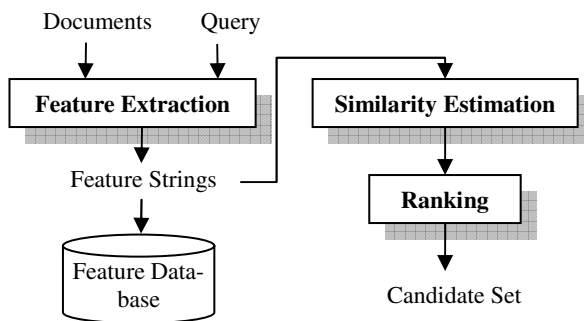 Documents
Query
Feature Extraction
Similarity Estimation
Feature Strings
Ranking
Feature Data-
base
Candidate Set